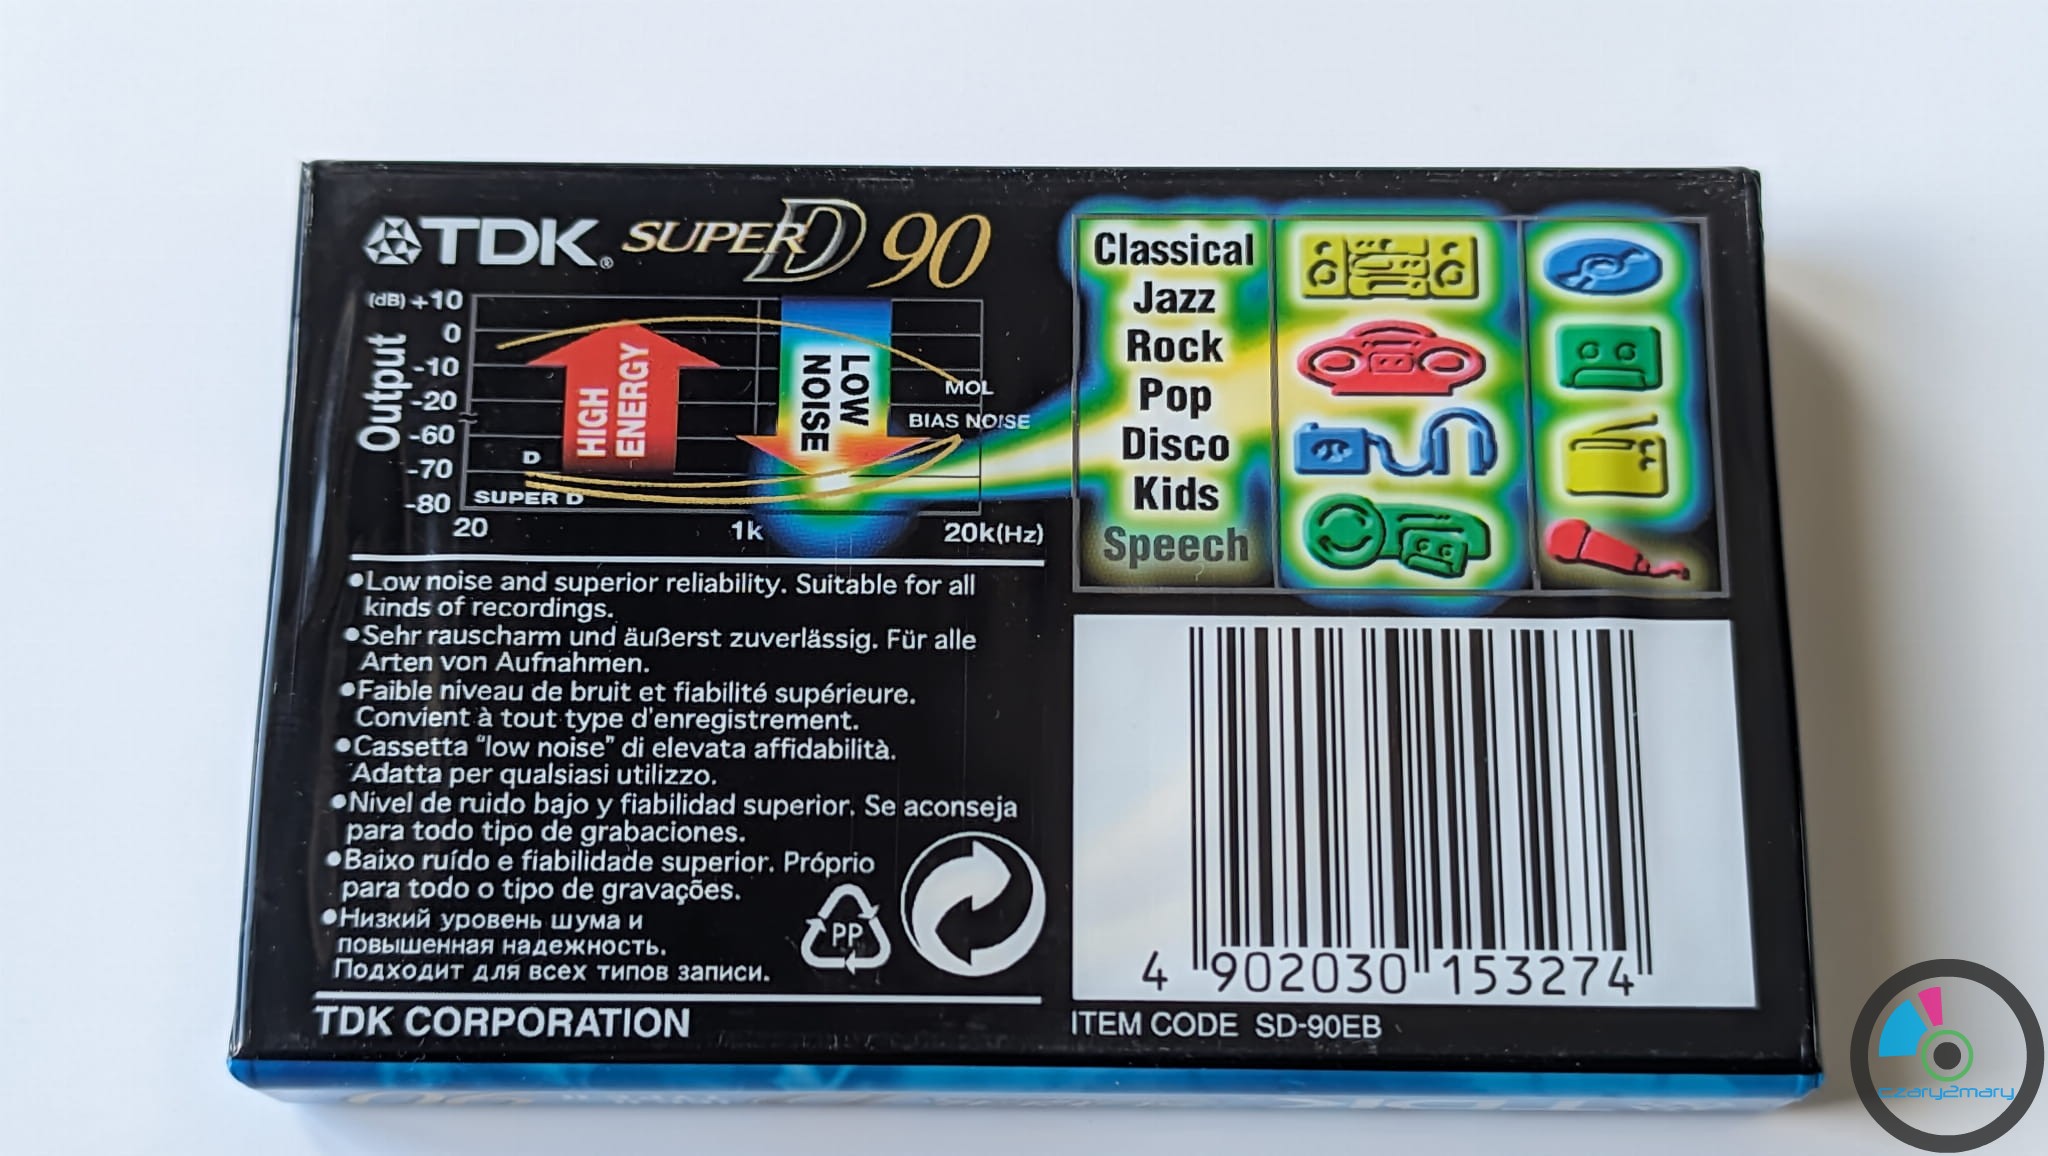 TDK® SUPER D 90
(dB) +10
0
-10
-20
-60
-70
-80
Output
HIGH
ENERGY
LOW
NOISE
MOL
BIAS NOISE
D
SUPER D
20 1k 20k(Hz)
•Low noise and superior reliability. Suitable for all
kinds of recordings.
•Sehr rauscharm und äußerst zuverlässig. Für alle
Arten von Aufnahmen.
•Faible niveau de bruit et fiabilité supérieure.
Convient à tout type d'enregistrement.
•Cassetta "low noise" di elevata affidabilità.
Adatta per qualsiasi utilizzo.
•Nivel de ruido bajo y fiabilidad superior. Se aconseja
para todo tipo de grabaciones.
•Baixo ruído e fiabilidade superior. Próprio
para todo o tipo de gravações.
•Низкий уровень шума и
повышенная надежность.
Подходит для всех типов записи.
PP
TDK CORPORATION
Classical
Jazz
Rock
Pop
Disco
Kids
Speech
4 902030 153274
ITEM CODE SD-90EB
czary2mary